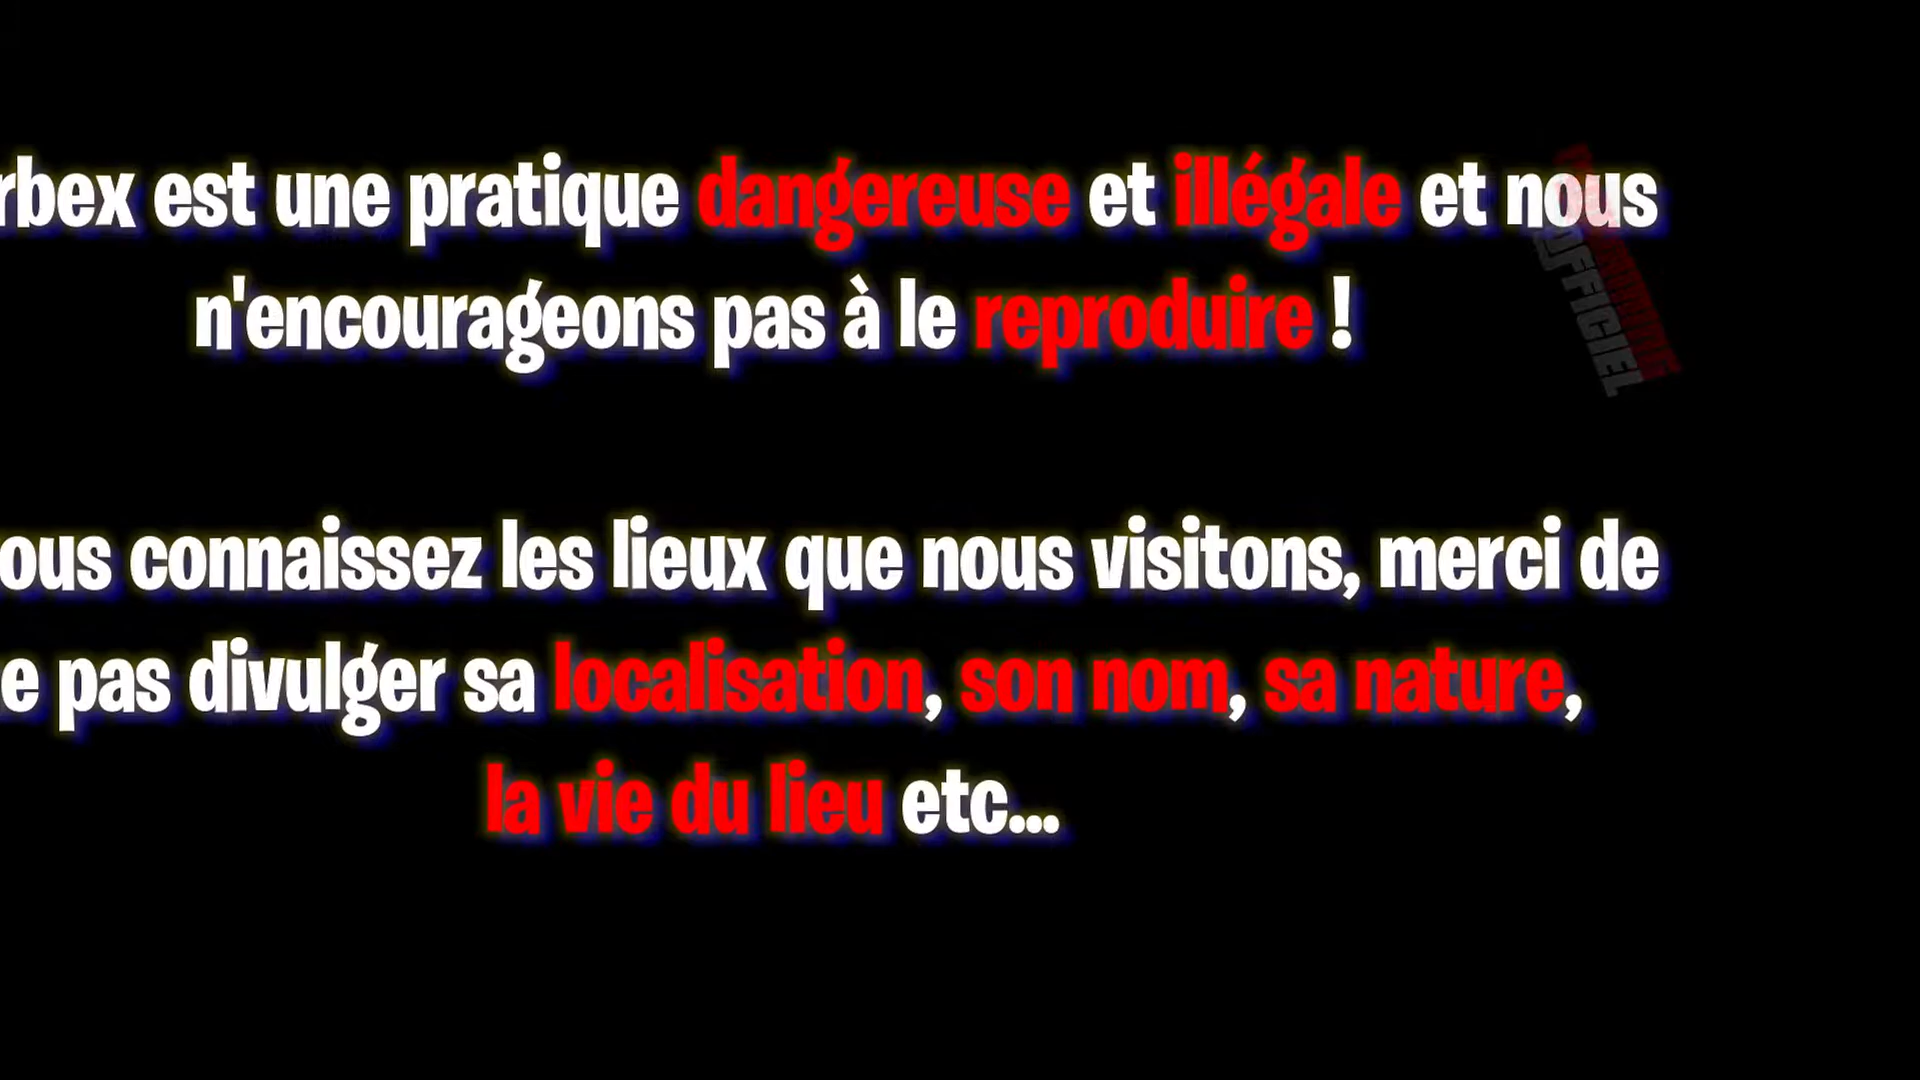 rbex est une pratique dangereuse et illégale et nous
n'encourageons pas à le reproduire !
ous connaissez les lieux que nous visitons, merci de
e pas divulger sa localisation, son nom, sa nature,
la vie du lieu etc...
OFFICIEL